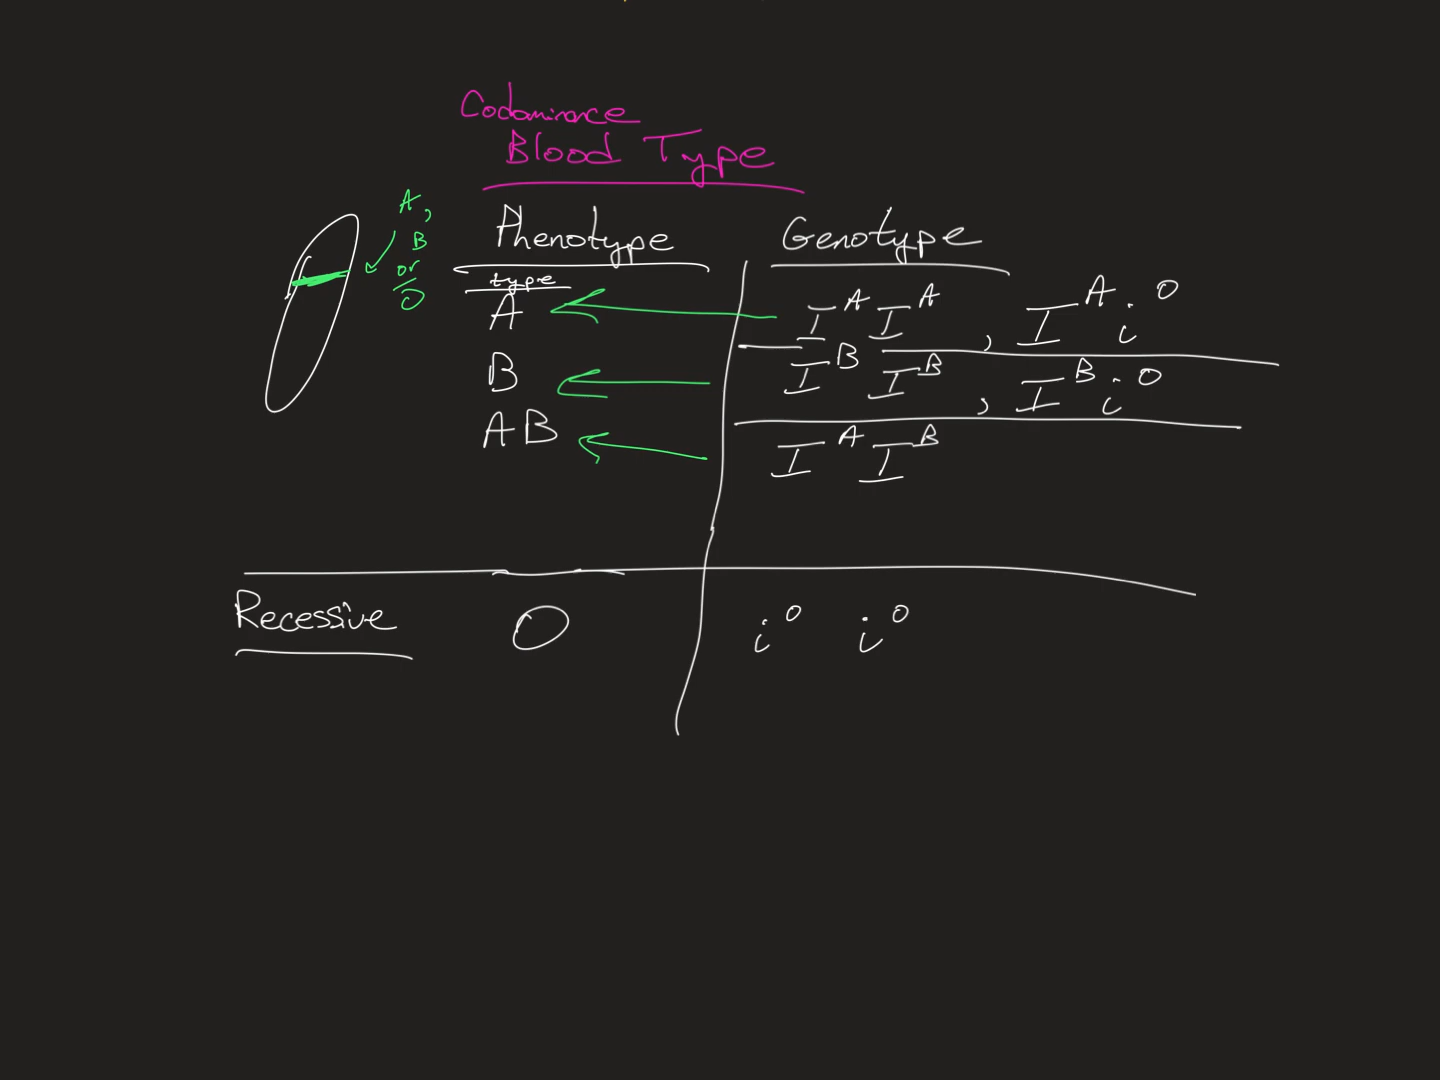 Codominance
Blood Type
A,
B
or
O
Phenotype Genotype
type
A I^A I^A, I^A i^O
B I^B I^B, I^B i^O
AB I^A I^B
Recessive O i^O i^O